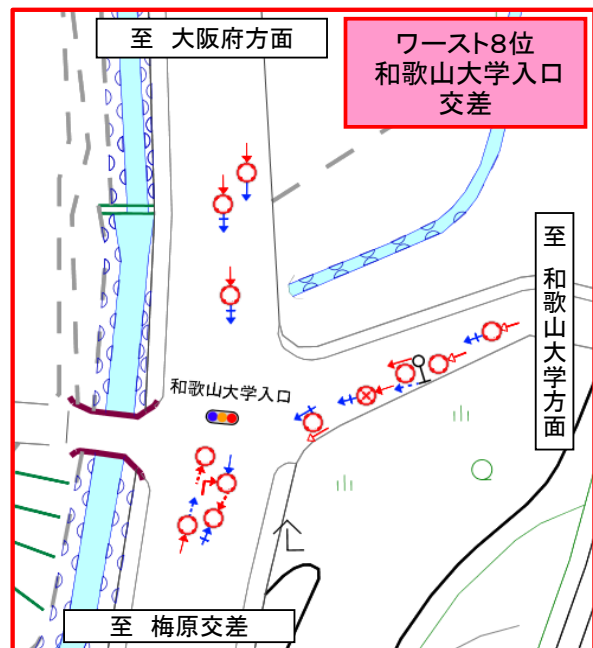 至 大阪府方面
ワースト8位
和歌山大学入口
交差
至 和歌山大学方面
和歌山大学入口
至 梅原交差